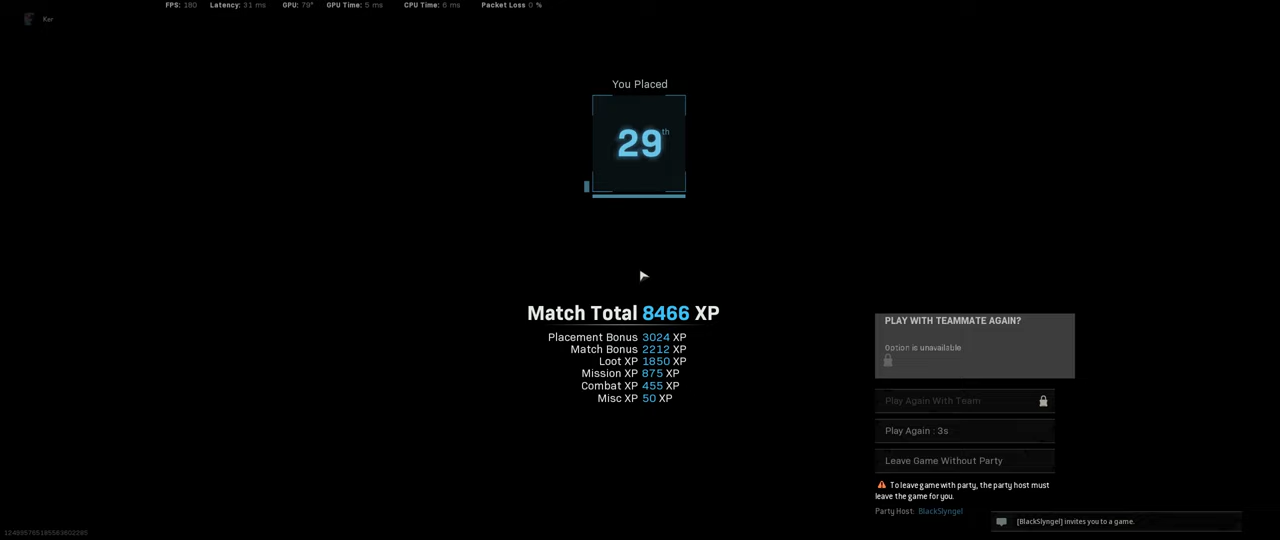 FPS: 180 Latency: 31 ms GPU: 79° GPU Time: 5 ms CPU Time: 6 ms Packet Loss 0 %
Ker
You Placed
29th
Match Total 8466 XP
Placement Bonus 3024 XP
Match Bonus 2212 XP
Loot XP 1850 XP
Mission XP 875 XP
Combat XP 455 XP
Misc XP 50 XP
PLAY WITH TEAMMATE AGAIN?
Option is unavailable
Play Again With Team
Play Again : 3s
Leave Game Without Party
To leave game with party, the party host must
leave the game for you.
Party Host: BlackSlyngel
[BlackSlyngel] invites you to a game.